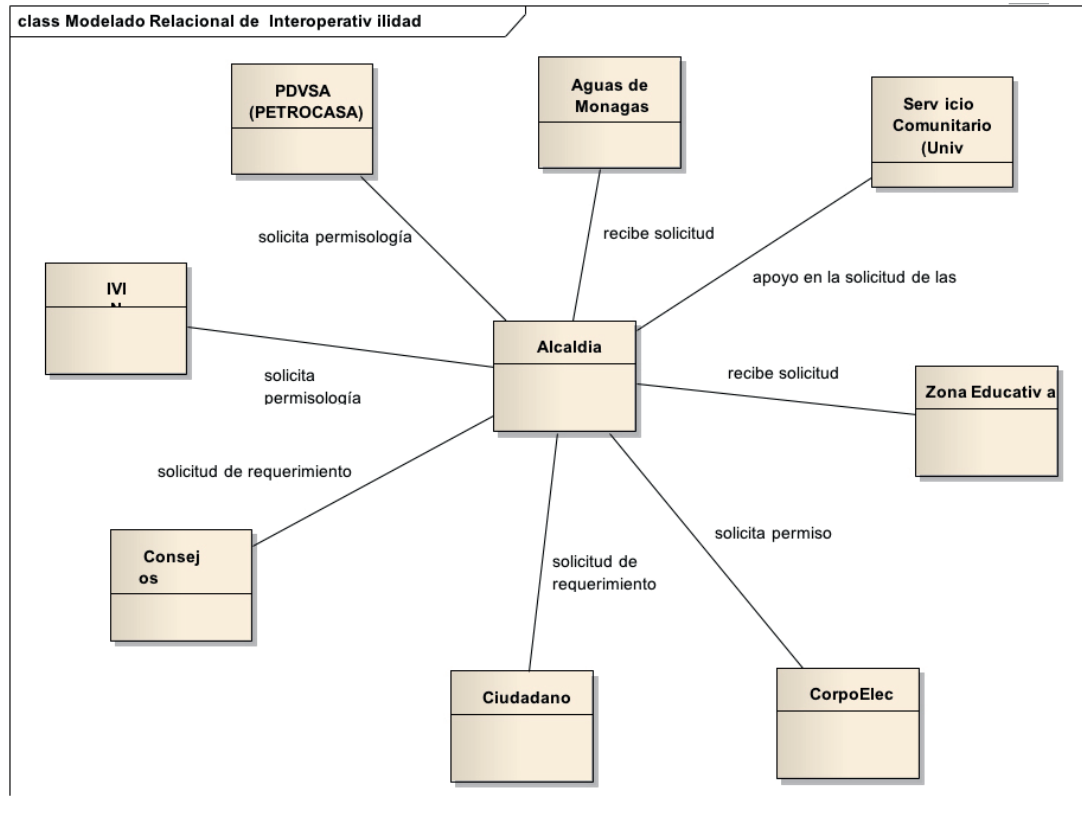 class Modelado Relacional de Interoperativ ilidad
PDVSA
(PETROCASA)
Aguas de
Monagas
Serv icio
Comunitario
(Univ
solicita permisología
recibe solicitud
apoyo en la solicitud de las
IVI
Alcaldia
solicita
permisología
recibe solicitud
Zona Educativ a
solicitud de requerimiento
solicita permiso
Consej
os
solicitud de
requerimiento
Ciudadano
CorpoElec